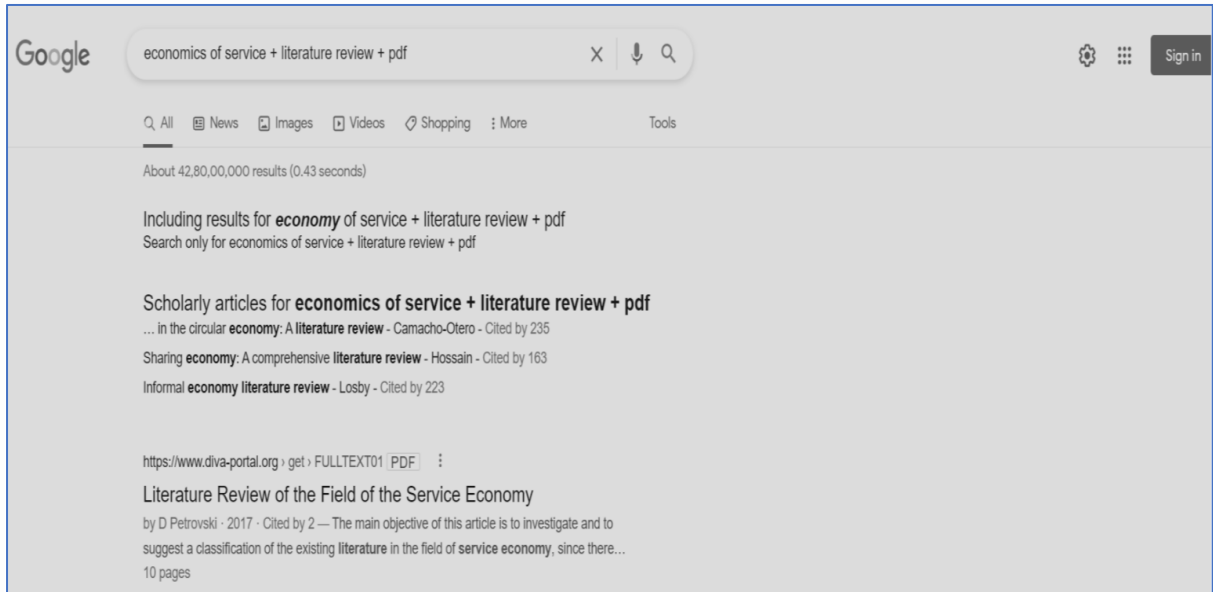 Google
economics of service + literature review + pdf
Sign in
All News Images Videos Shopping More Tools
About 42,80,00,000 results (0.43 seconds)
Including results for economy of service + literature review + pdf
Search only for economics of service + literature review + pdf
Scholarly articles for economics of service + literature review + pdf
... in the circular economy: A literature review - Camacho-Otero - Cited by 235
Sharing economy: A comprehensive literature review - Hossain - Cited by 163
Informal economy literature review - Losby - Cited by 223
https://www.diva-portal.org › get › FULLTEXT01 PDF
Literature Review of the Field of the Service Economy
by D Petrovski · 2017 · Cited by 2 — The main objective of this article is to investigate and to
suggest a classification of the existing literature in the field of service economy, since there...
10 pages